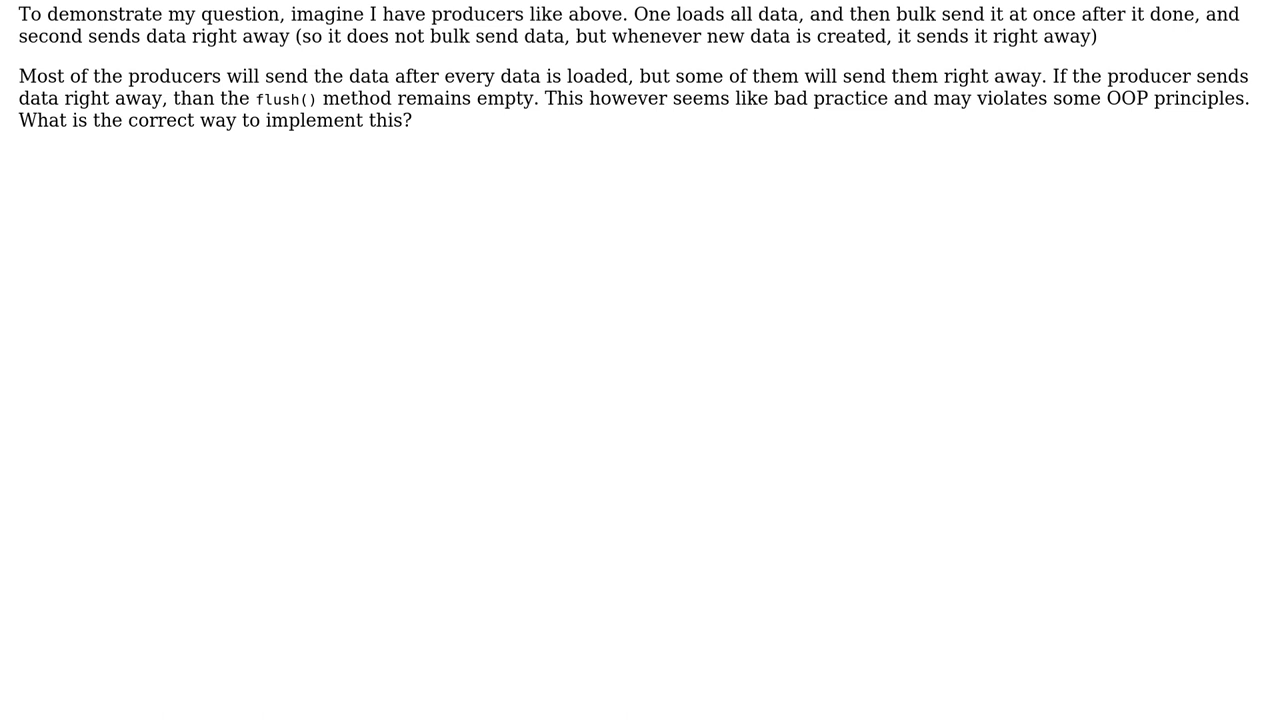 To demonstrate my question, imagine I have producers like above. One loads all data, and then bulk send it at once after it done, and
second sends data right away (so it does not bulk send data, but whenever new data is created, it sends it right away)
Most of the producers will send the data after every data is loaded, but some of them will send them right away. If the producer sends
data right away, than the flush() method remains empty. This however seems like bad practice and may violates some OOP principles.
What is the correct way to implement this?